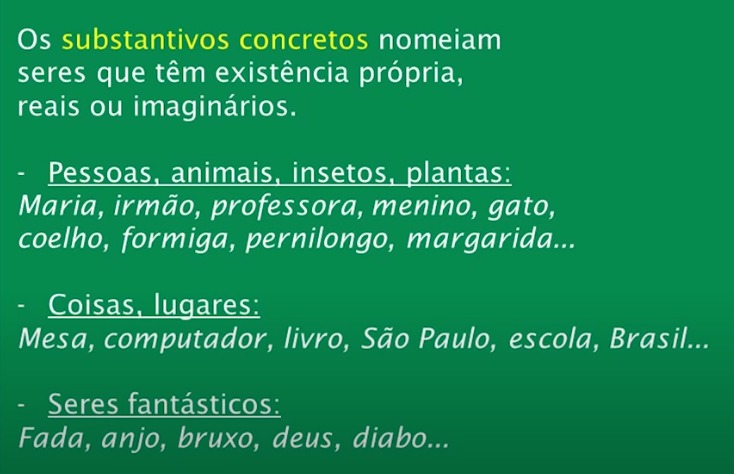 Os substantivos concretos nomeiam
seres que têm existência própria,
reais ou imaginários.
- Pessoas, animais, insetos, plantas:
Maria, irmão, professora, menino, gato,
coelho, formiga, pernilongo, margarida...
- Coisas, lugares:
Mesa, computador, livro, São Paulo, escola, Brasil...
- Seres fantásticos:
Fada, anjo, bruxo, deus, diabo...